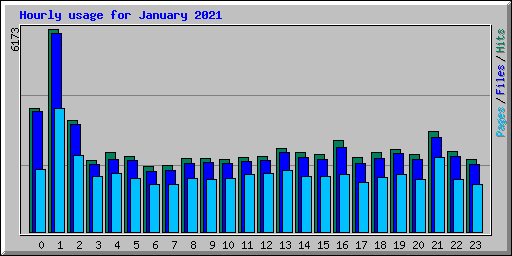 Hourly usage for January 2021
6173
Pages / Files / Hits
0 1 2 3 4 5 6 7 8 9 10 11 12 13 14 15 16 17 18 19 20 21 22 23